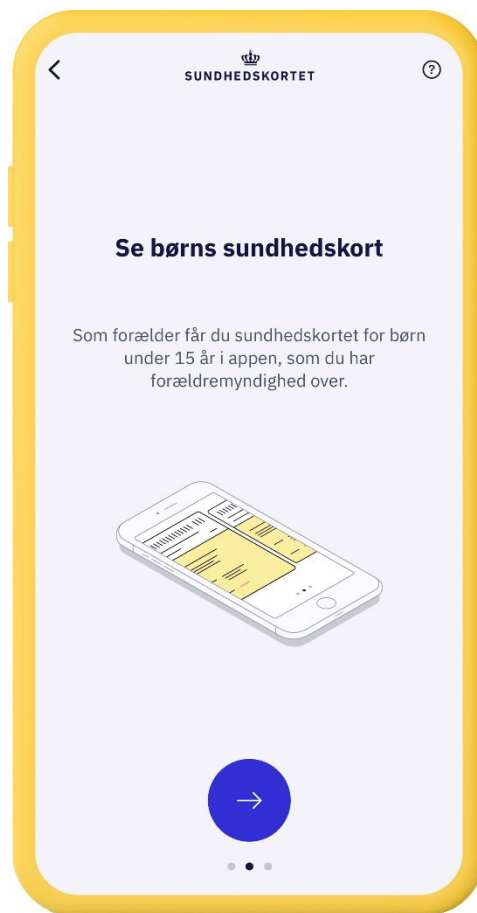 SUNDHEDSKORTET
?
Se børns sundhedskort
Som forælder får du sundhedskortet for børn
under 15 år i appen, som du har
forældremyndighed over.